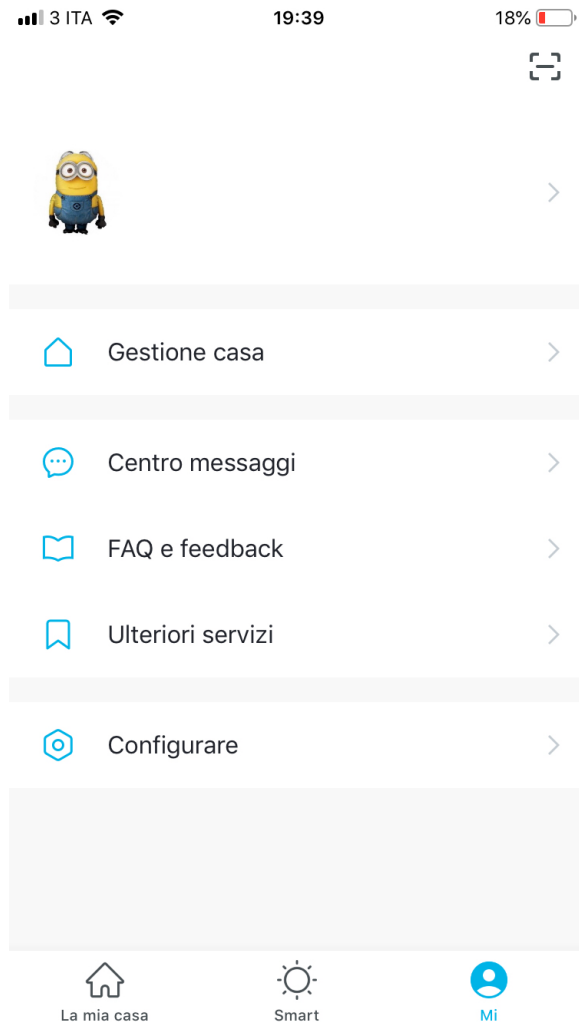 3 ITA 19:39 18%
Gestione casa
Centro messaggi
FAQ e feedback
Ulteriori servizi
Configurare
La mia casa Smart Mi